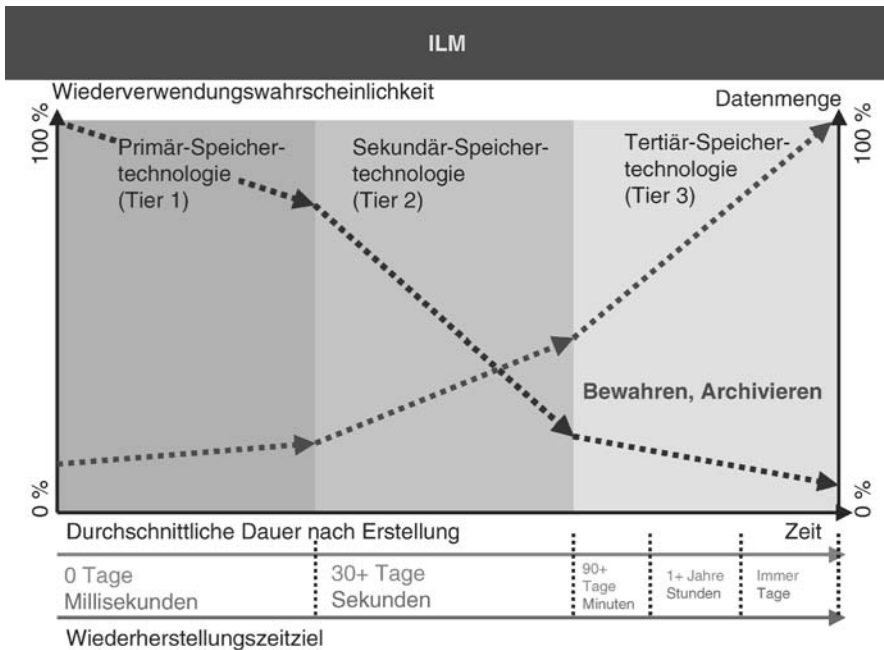 ILM
Wiederverwendungswahrscheinlichkeit
Datenmenge
100 %
100 %
Primär-Speicher-
technologie
(Tier 1)
Sekundär-Speicher-
technologie
(Tier 2)
Tertiär-Speicher-
technologie
(Tier 3)
Bewahren, Archivieren
0 %
0 %
Durchschnittliche Dauer nach Erstellung
Zeit
0 Tage
Millisekunden
30+ Tage
Sekunden
90+
Tage
Minuten
1+ Jahre
Stunden
Immer
Tage
Wiederherstellungszeitziel